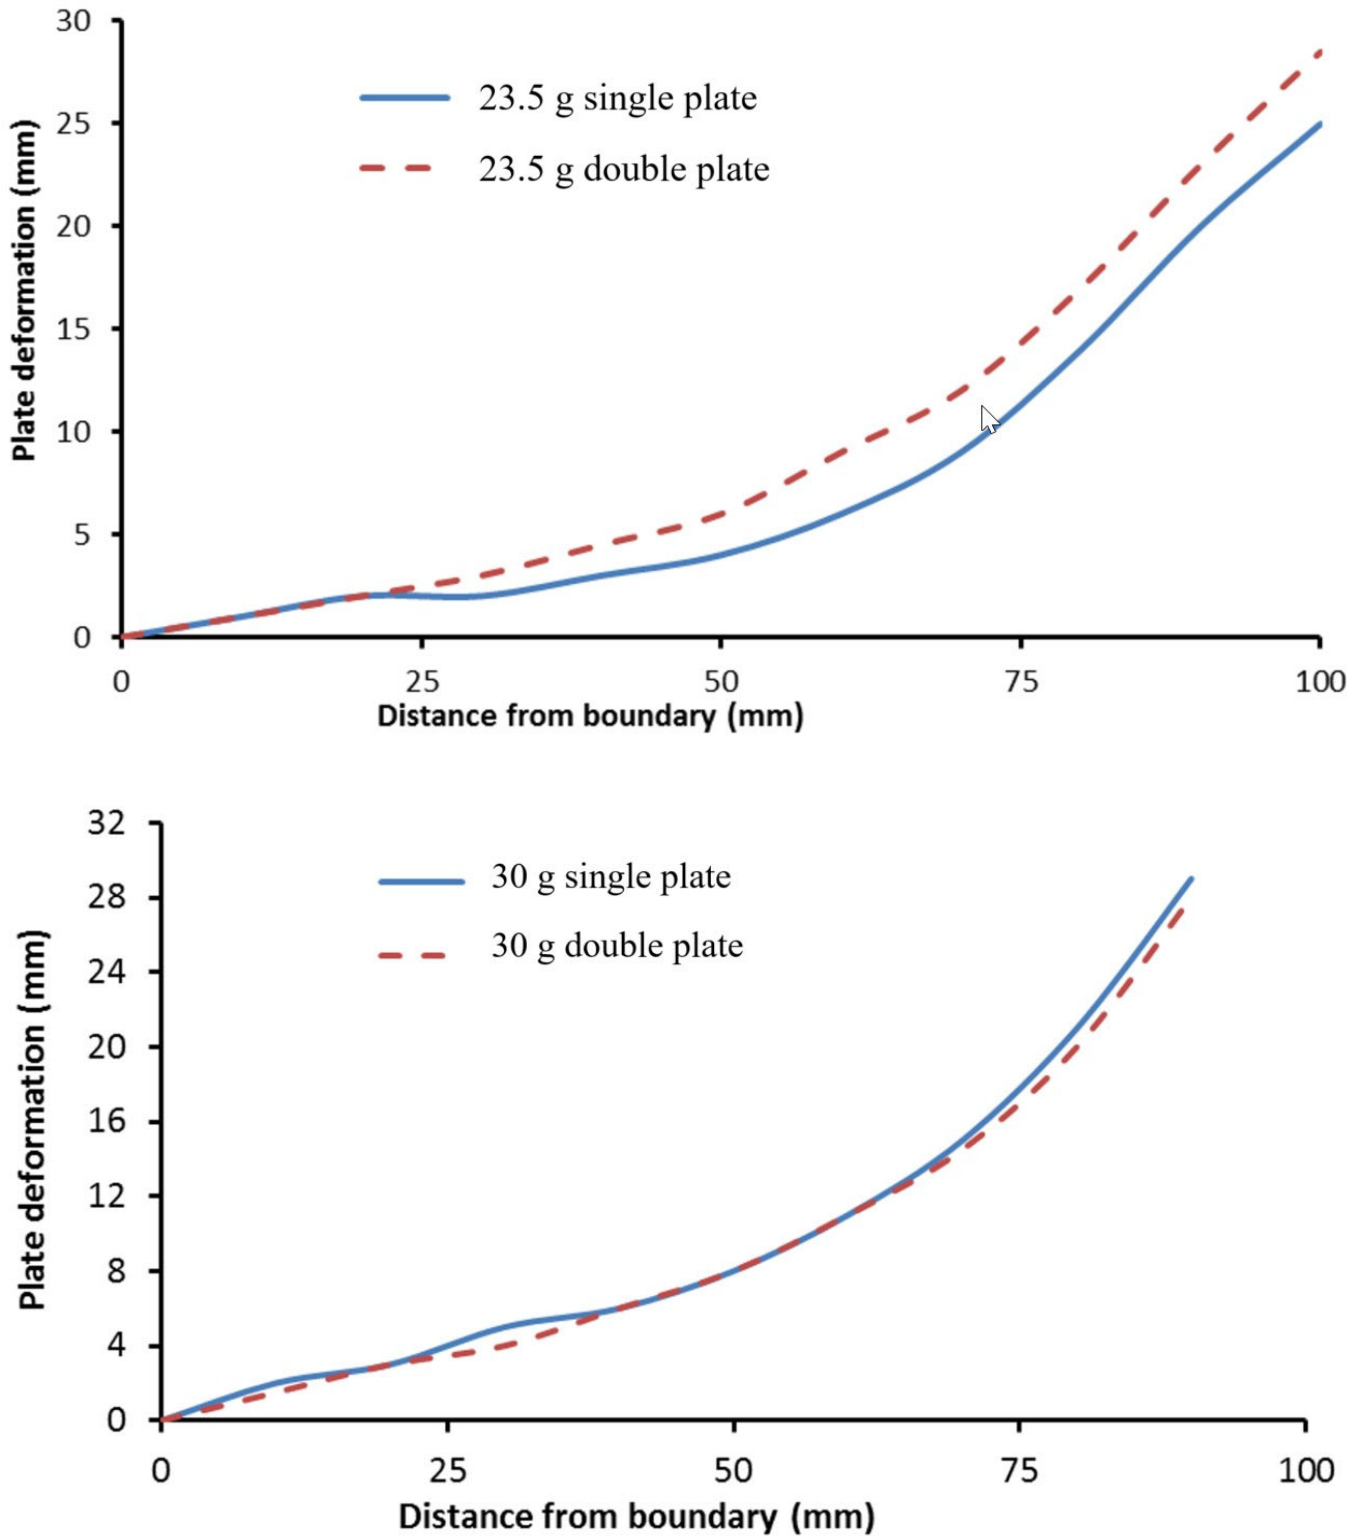 30
25
20
15
10
5
0
Plate deformation (mm)
23.5 g single plate
23.5 g double plate
0 25 50 75 100
Distance from boundary (mm)
32
28
24
20
16
12
8
4
0
Plate deformation (mm)
30 g single plate
30 g double plate
0 25 50 75 100
Distance from boundary (mm)